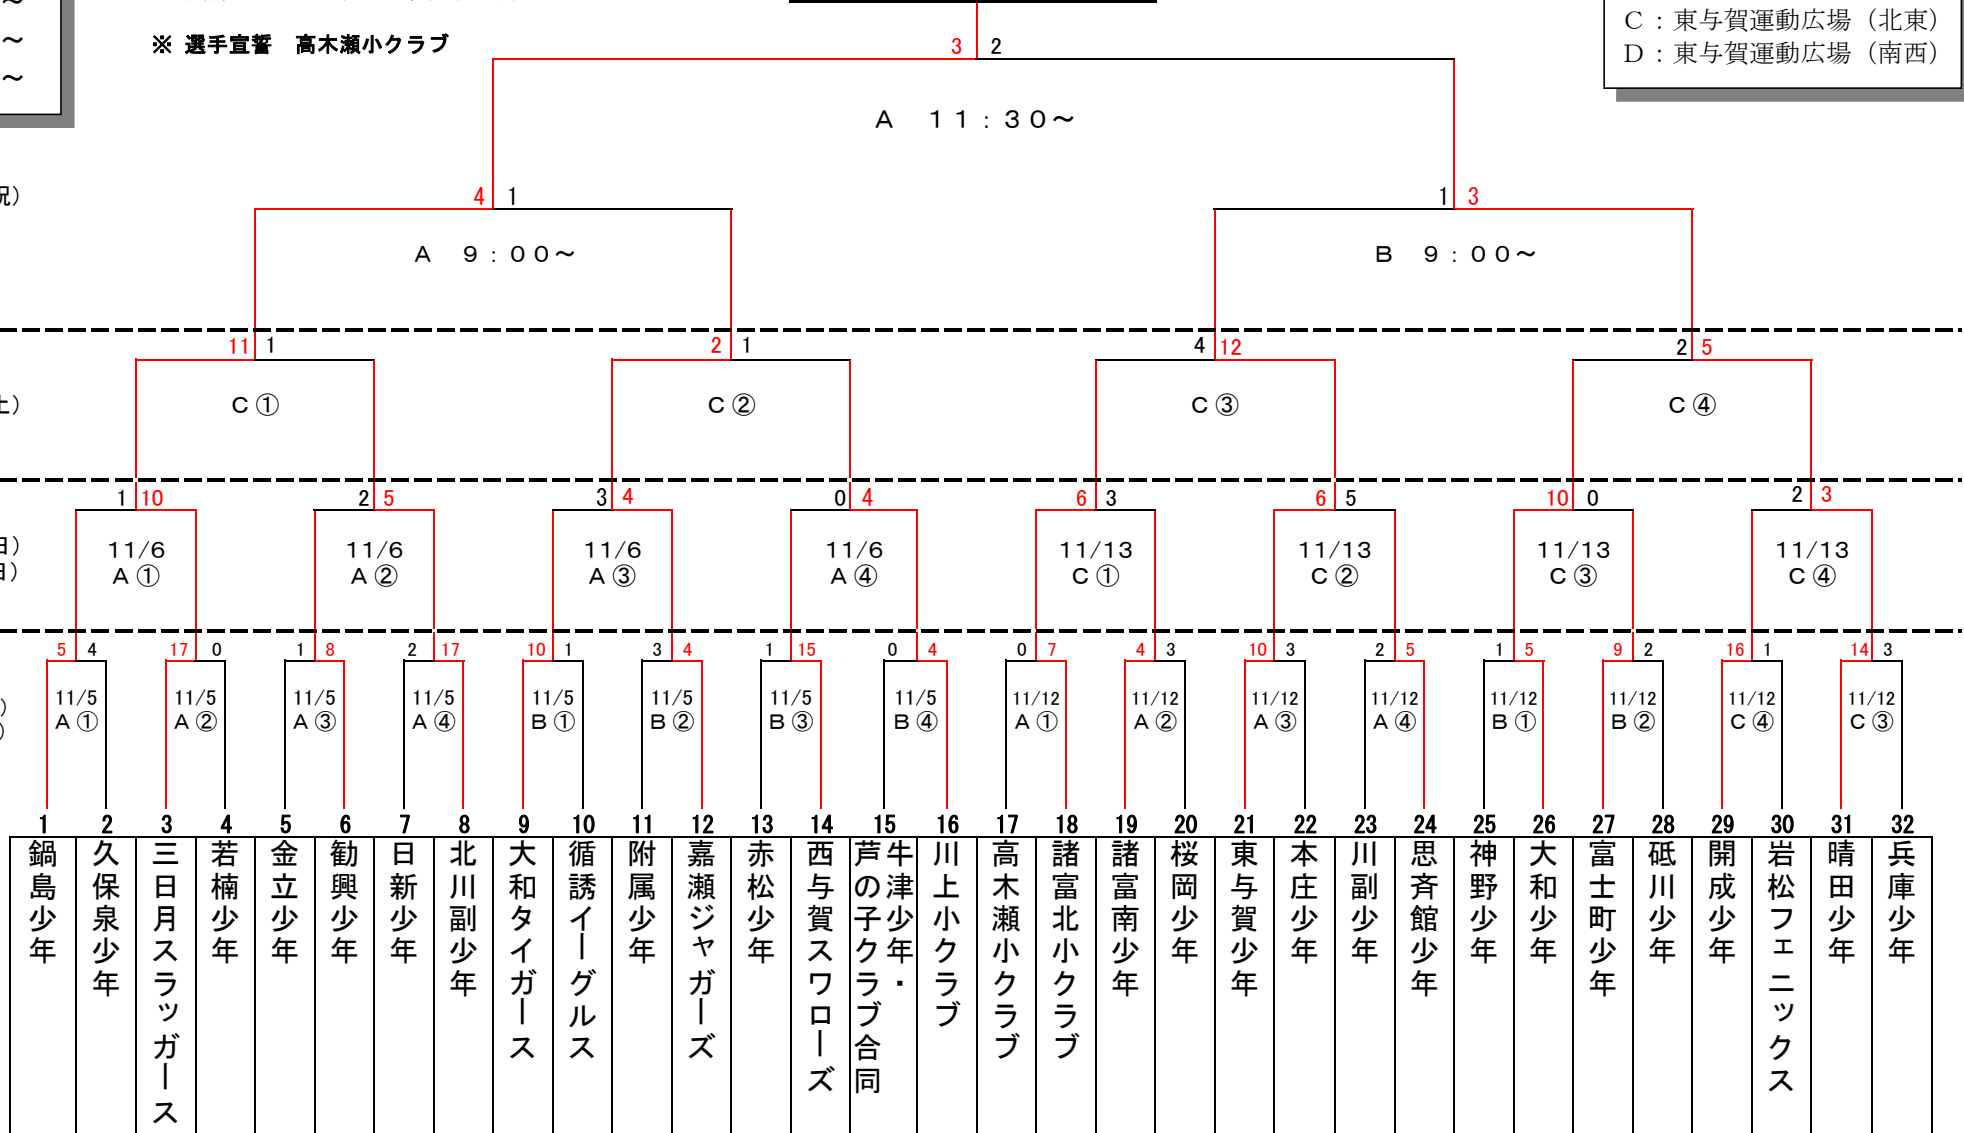 ～
～
～
※ 選手宣誓　高木瀬小クラブ
C：東与賀運動広場（北東）
D：東与賀運動広場（南西）
3 2
A　11：30～
祝）
4 1
1 3
A　9：00～
B　9：00～
11 1
2 1
4 12
2 5
土）
C①
C②
C③
C④
1 10
2 5
3 4
0 4
6 3
6 5
10 0
2 3
日）
日）
11/6
A①
11/6
A②
11/6
A③
11/6
A④
11/13
C①
11/13
C②
11/13
C③
11/13
C④
5 4
17 0
1 8
2 17
10 1
3 4
1 15
0 4
0 7
4 3
10 3
2 5
1 5
9 2
16 1
14 3
）
）
11/5
A①
11/5
A②
11/5
A③
11/5
A④
11/5
B①
11/5
B②
11/5
B③
11/5
B④
11/12
A①
11/12
A②
11/12
A③
11/12
A④
11/12
B①
11/12
B②
11/12
C④
11/12
C③
1
鍋島少年
2
久保泉少年
3
三日月スラッガース
4
若楠少年
5
金立少年
6
勧興少年
7
日新少年
8
北川副少年
9
大和タイガース
10
循誘イーグルス
11
附属少年
12
嘉瀬ジャガーズ
13
赤松少年
14
西与賀スワローズ
15
牛津少年・
芦の子クラブ合同
16
川上小クラブ
17
高木瀬小クラブ
18
諸富北小クラブ
19
諸富南少年
20
桜岡少年
21
東与賀少年
22
本庄少年
23
川副少年
24
思斉館少年
25
神野少年
26
大和少年
27
富士町少年
28
砥川少年
29
開成少年
30
岩松フェニックス
31
晴田少年
32
兵庫少年